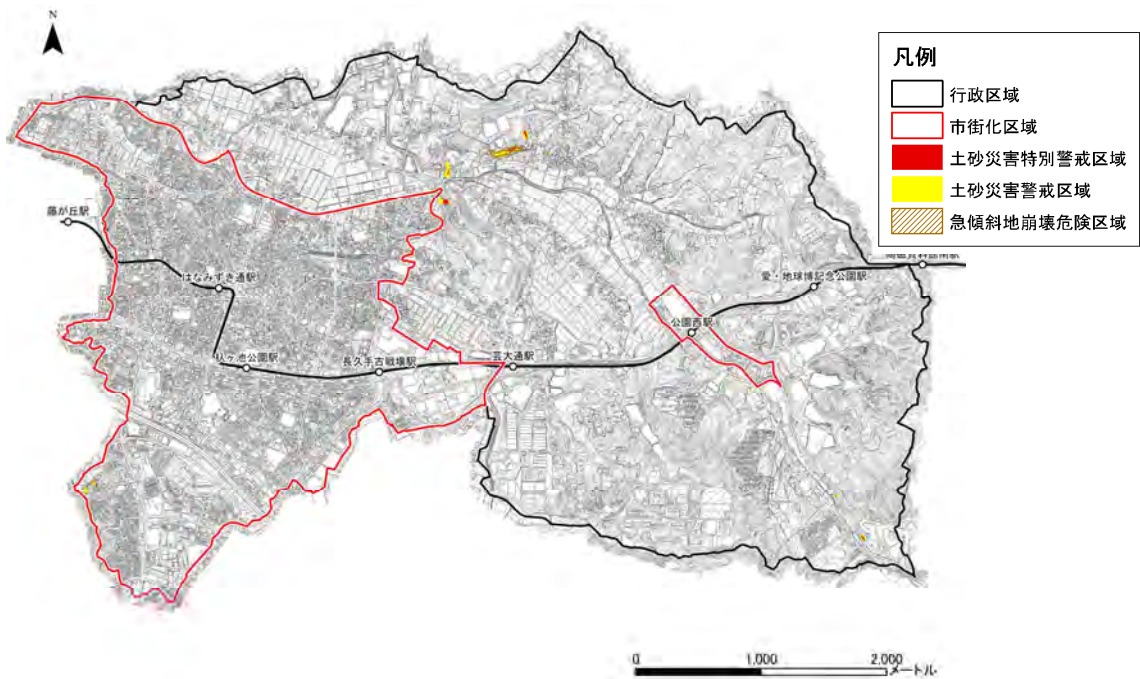 N
凡例
行政区域
市街化区域
土砂災害特別警戒区域
土砂災害警戒区域
急傾斜地崩壊危険区域
藤が丘駅
はなみずき通駅
愛・地球博記念公園駅
公園西駅
杁ヶ池公園駅
長久手古戦場駅
芸大通駅
0 1,000 2,000
メートル